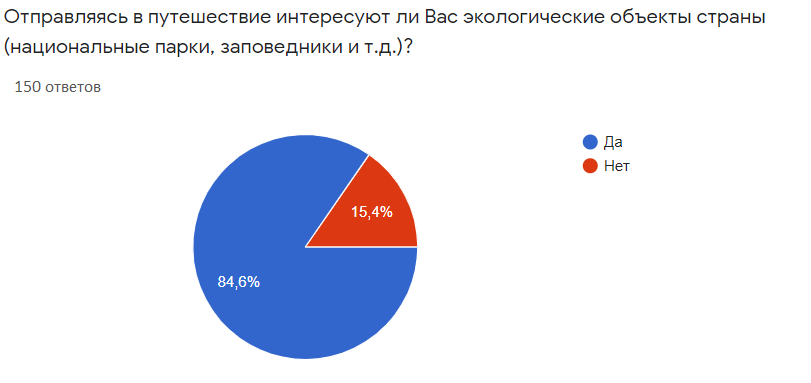 Отправляясь в путешествие интересуют ли Вас экологические объекты страны
(национальные парки, заповедники и т.д.)?
150 ответов
Да
Нет
15,4%
84,6%